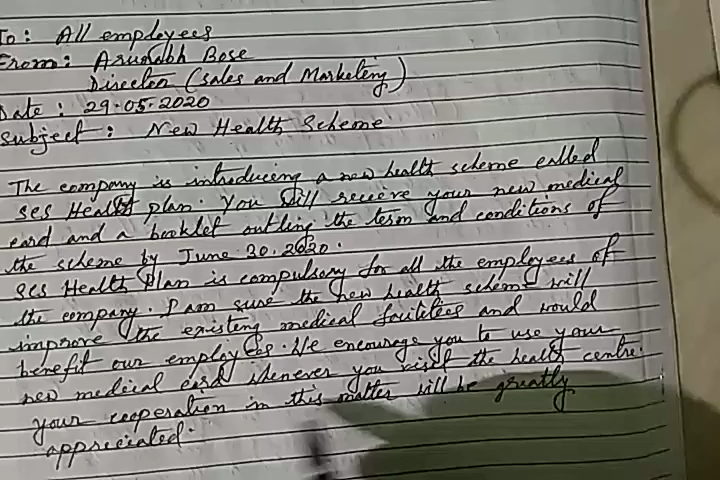 To: All employees
From: Arunabh Bose
Director (Sales and Marketing)
Date: 29.05.2020
Subject: New Health Scheme
The company is introducing a new health scheme called
SCS Health plan. You will receive your new medical
card and a booklet outling the term and conditions of
the scheme by June 30, 2020.
SCS Health Plan is compulsory for all the employees of
the company. I am sure the new health scheme will
improve the existing medical facilities and would
benefit our employees. We encourage you to use your
new medical card whenever you visit the health centre.
your cooperation in this matter will be greatly
appreciated.